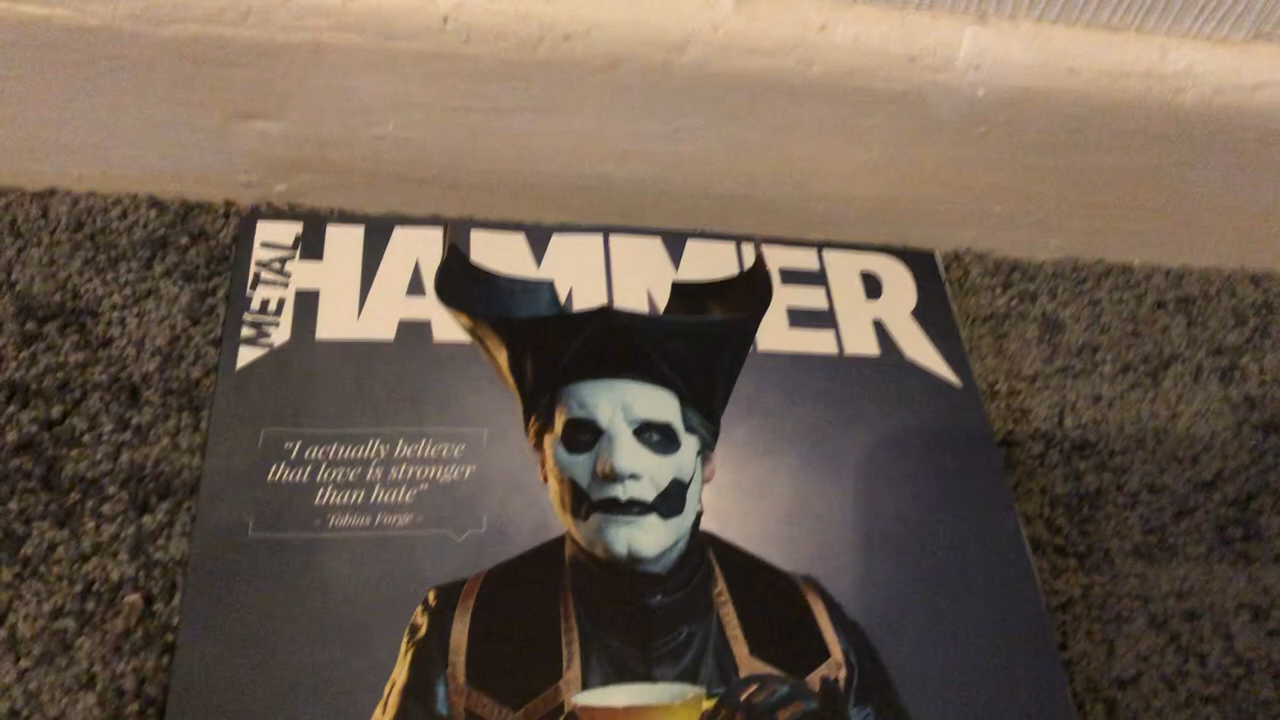 METAL
HAMMER
"I actually believe
that love is stronger
than hate"
- Tobias Forge -